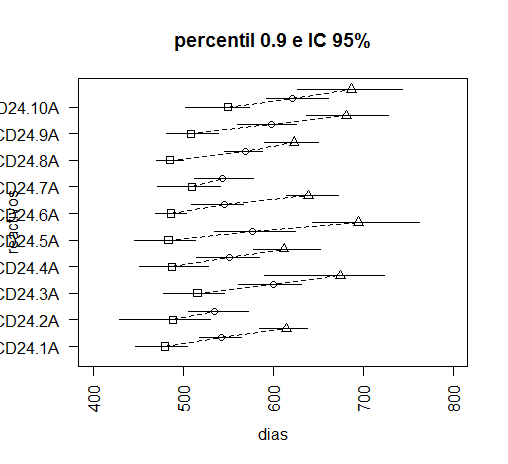 percentil 0.9 e IC 95%
CD24.10A
CD24.9A
CD24.8A
CD24.7A
CD24.6A
CD24.5A
CD24.4A
CD24.3A
CD24.2A
CD24.1A
reactivos
400
500
600
700
800
dias